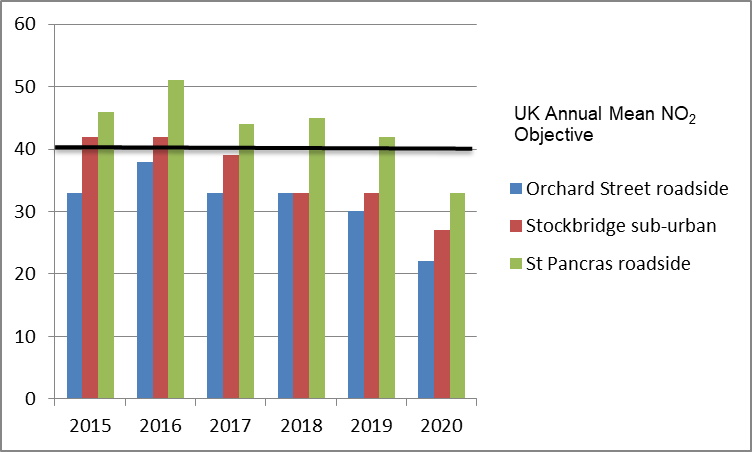 60
50
40
30
20
10
0
2015 2016 2017 2018 2019 2020
UK Annual Mean NO₂
Objective
Orchard Street roadside
Stockbridge sub-urban
St Pancras roadside